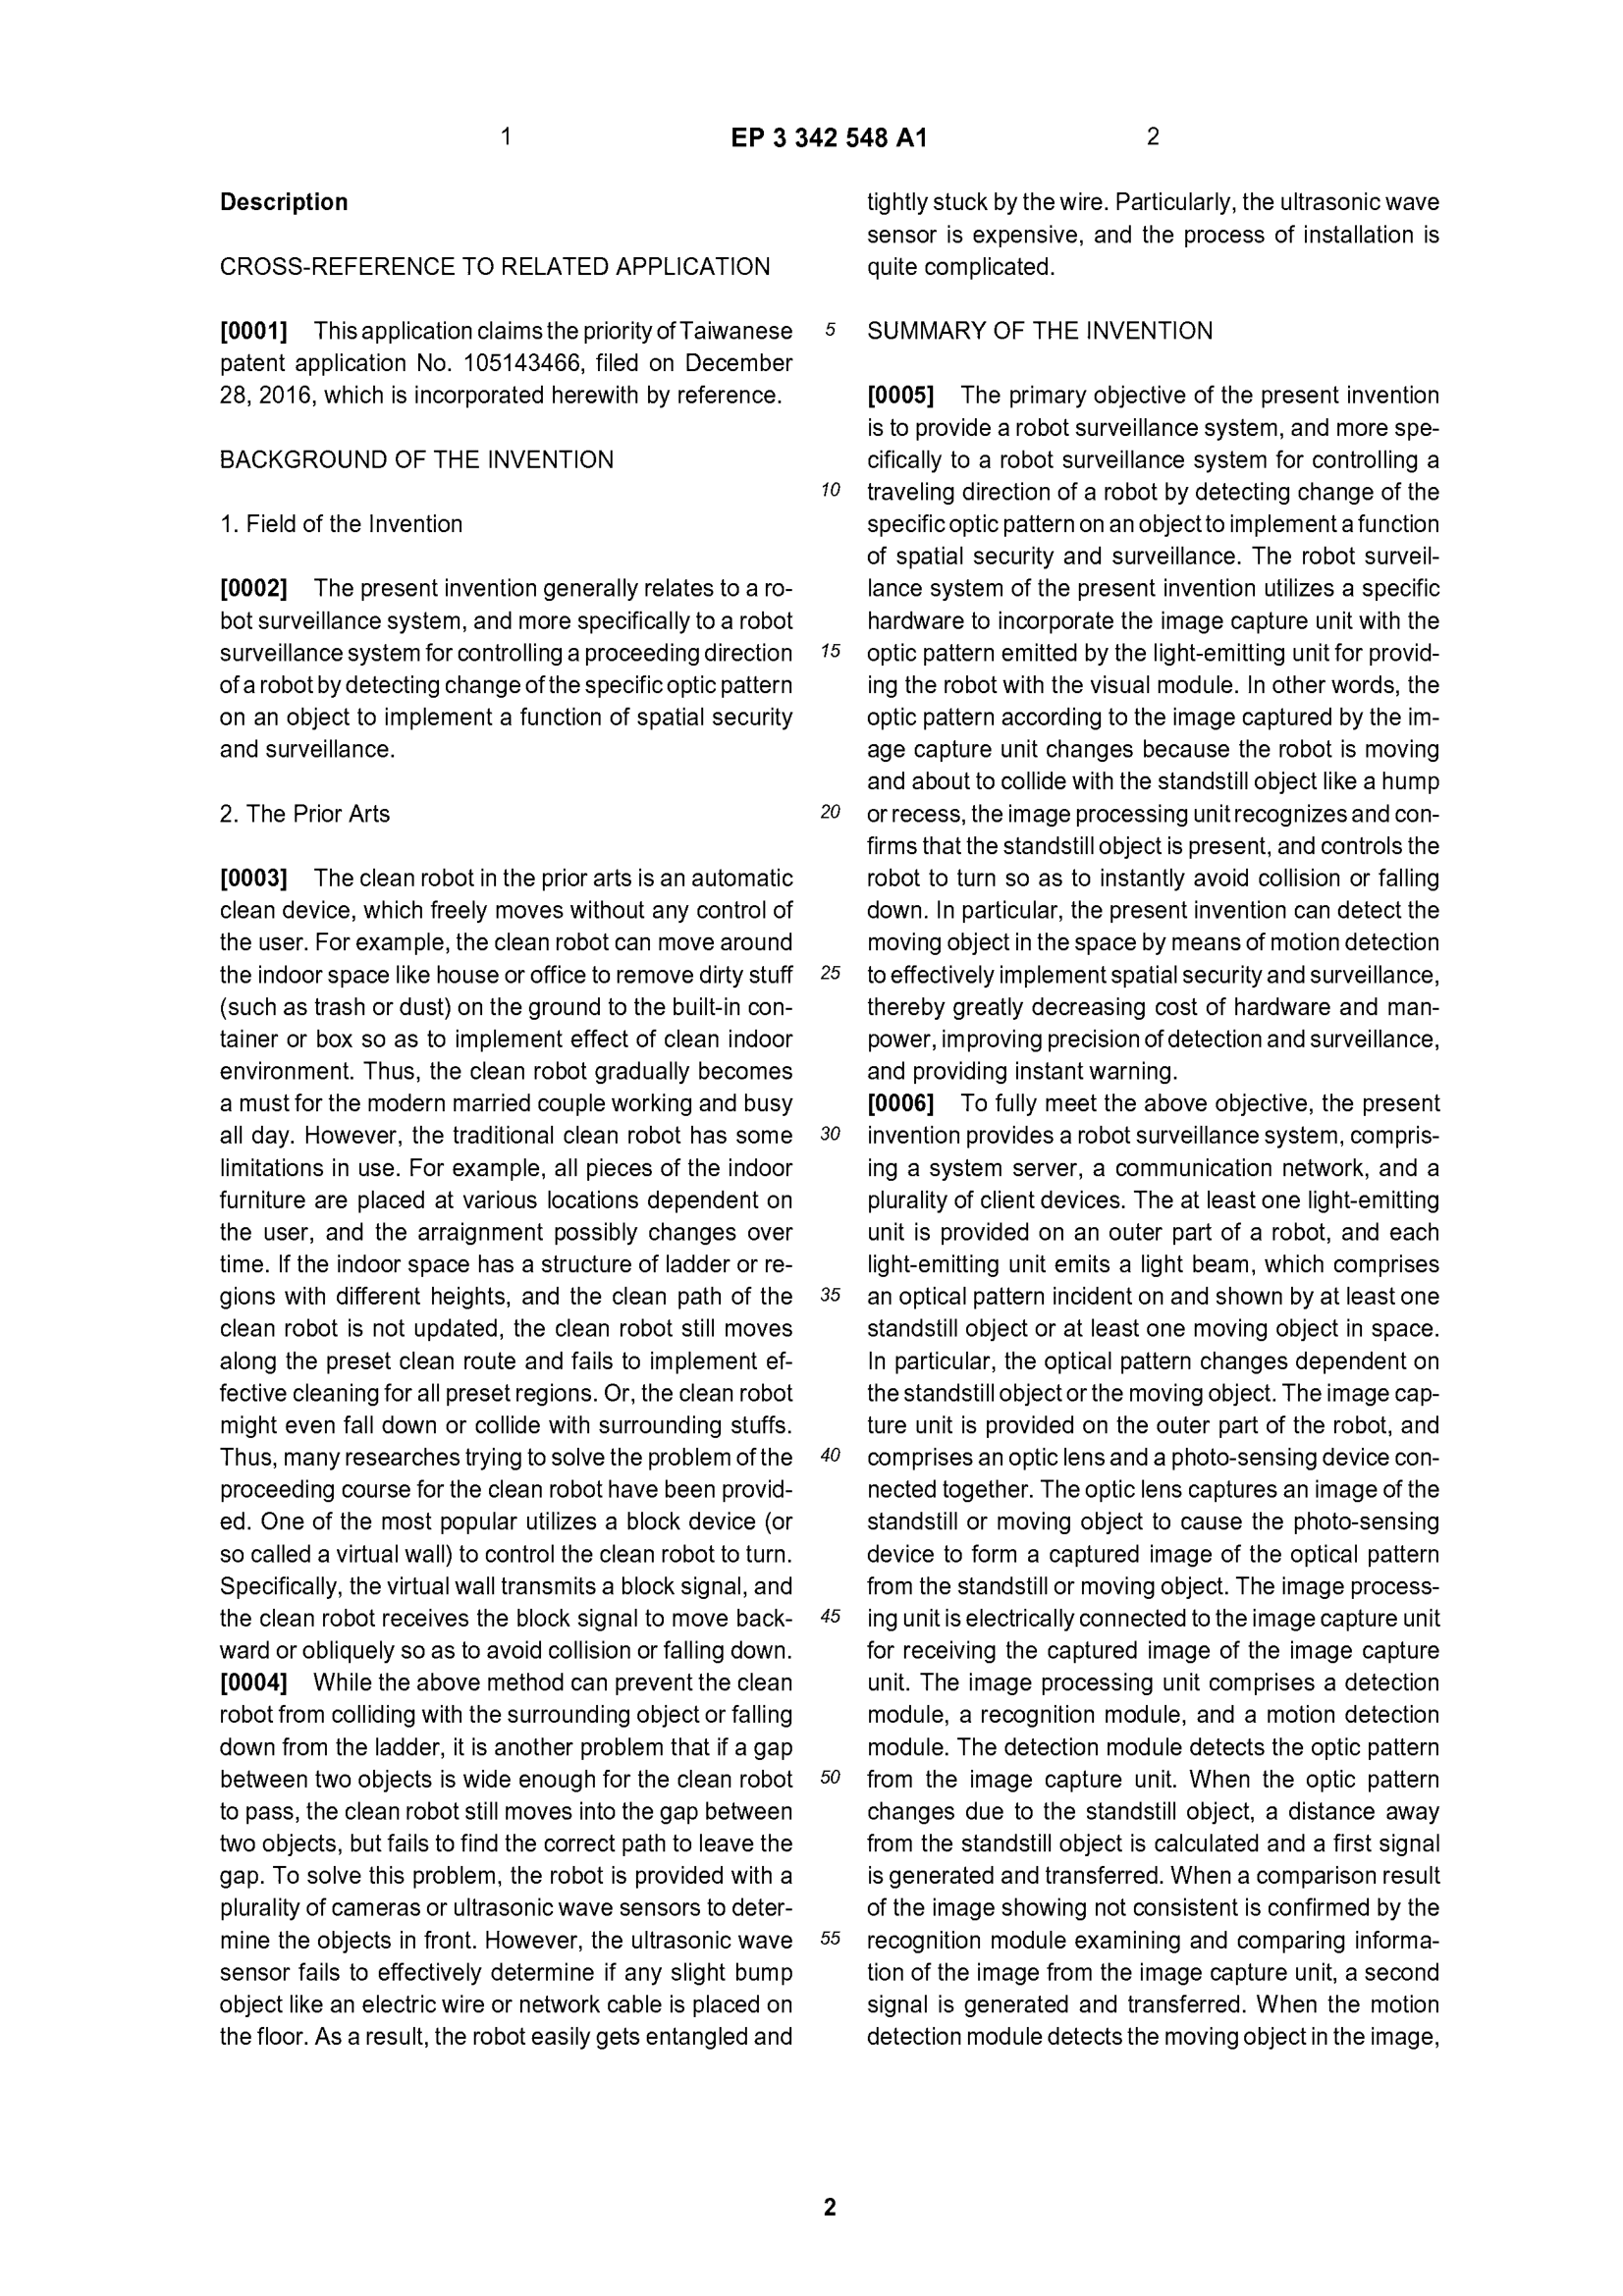 1
EP 3 342 548 A1
2
Description
CROSS-REFERENCE TO RELATED APPLICATION
[0001] This application claims the priority of Taiwanese
patent application No. 105143466, filed on December
28, 2016, which is incorporated herewith by reference.
BACKGROUND OF THE INVENTION
1. Field of the Invention
[0002] The present invention generally relates to a ro-
bot surveillance system, and more specifically to a robot
surveillance system for controlling a proceeding direction
of a robot by detecting change of the specific optic pattern
on an object to implement a function of spatial security
and surveillance.
2. The Prior Arts
[0003] The clean robot in the prior arts is an automatic
clean device, which freely moves without any control of
the user. For example, the clean robot can move around
the indoor space like house or office to remove dirty stuff
(such as trash or dust) on the ground to the built-in con-
tainer or box so as to implement effect of clean indoor
environment. Thus, the clean robot gradually becomes
a must for the modern married couple working and busy
all day. However, the traditional clean robot has some
limitations in use. For example, all pieces of the indoor
furniture are placed at various locations dependent on
the user, and the arraignment possibly changes over
time. If the indoor space has a structure of ladder or re-
gions with different heights, and the clean path of the
clean robot is not updated, the clean robot still moves
along the preset clean route and fails to implement ef-
fective cleaning for all preset regions. Or, the clean robot
might even fall down or collide with surrounding stuffs.
Thus, many researches trying to solve the problem of the
proceeding course for the clean robot have been provid-
ed. One of the most popular utilizes a block device (or
so called a virtual wall) to control the clean robot to turn.
Specifically, the virtual wall transmits a block signal, and
the clean robot receives the block signal to move back-
ward or obliquely so as to avoid collision or falling down.
[0004] While the above method can prevent the clean
robot from colliding with the surrounding object or falling
down from the ladder, it is another problem that if a gap
between two objects is wide enough for the clean robot
to pass, the clean robot still moves into the gap between
two objects, but fails to find the correct path to leave the
gap. To solve this problem, the robot is provided with a
plurality of cameras or ultrasonic wave sensors to deter-
mine the objects in front. However, the ultrasonic wave
sensor fails to effectively determine if any slight bump
object like an electric wire or network cable is placed on
the floor. As a result, the robot easily gets entangled and
5
10
15
20
25
30
35
40
45
50
55
tightly stuck by the wire. Particularly, the ultrasonic wave
sensor is expensive, and the process of installation is
quite complicated.
SUMMARY OF THE INVENTION
[0005] The primary objective of the present invention
is to provide a robot surveillance system, and more spe-
cifically to a robot surveillance system for controlling a
traveling direction of a robot by detecting change of the
specific optic pattern on an object to implement a function
of spatial security and surveillance. The robot surveil-
lance system of the present invention utilizes a specific
hardware to incorporate the image capture unit with the
optic pattern emitted by the light-emitting unit for provid-
ing the robot with the visual module. In other words, the
optic pattern according to the image captured by the im-
age capture unit changes because the robot is moving
and about to collide with the standstill object like a hump
or recess, the image processing unit recognizes and con-
firms that the standstill object is present, and controls the
robot to turn so as to instantly avoid collision or falling
down. In particular, the present invention can detect the
moving object in the space by means of motion detection
to effectively implement spatial security and surveillance,
thereby greatly decreasing cost of hardware and man-
power, improving precision of detection and surveillance,
and providing instant warning.
[0006] To fully meet the above objective, the present
invention provides a robot surveillance system, compris-
ing a system server, a communication network, and a
plurality of client devices. The at least one light-emitting
unit is provided on an outer part of a robot, and each
light-emitting unit emits a light beam, which comprises
an optical pattern incident on and shown by at least one
standstill object or at least one moving object in space.
In particular, the optical pattern changes dependent on
the standstill object or the moving object. The image cap-
ture unit is provided on the outer part of the robot, and
comprises an optic lens and a photo-sensing device con-
nected together. The optic lens captures an image of the
standstill or moving object to cause the photo-sensing
device to form a captured image of the optical pattern
from the standstill or moving object. The image process-
ing unit is electrically connected to the image capture unit
for receiving the captured image of the image capture
unit. The image processing unit comprises a detection
module, a recognition module, and a motion detection
module. The detection module detects the optic pattern
from the image capture unit. When the optic pattern
changes due to the standstill object, a distance away
from the standstill object is calculated and a first signal
is generated and transferred. When a comparison result
of the image showing not consistent is confirmed by the
recognition module examining and comparing informa-
tion of the image from the image capture unit, a second
signal is generated and transferred. When the motion
detection module detects the moving object in the image,
2